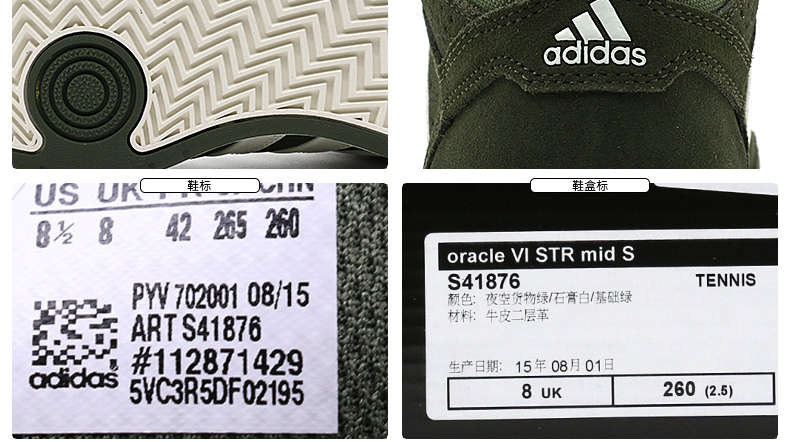 adidas
鞋标
US UK FR JP CHN
8½ 8 42 265 260
PYV 702001 08/15
ART S41876
#112871429
5VC3R5DF02195
adidas
鞋盒标
oracle VI STR mid S
S41876 TENNIS
颜色: 夜空货物绿/石膏白/基础绿
材料: 牛皮二层革
生产日期: 15年 08月 01日
8 UK 260 (2.5)